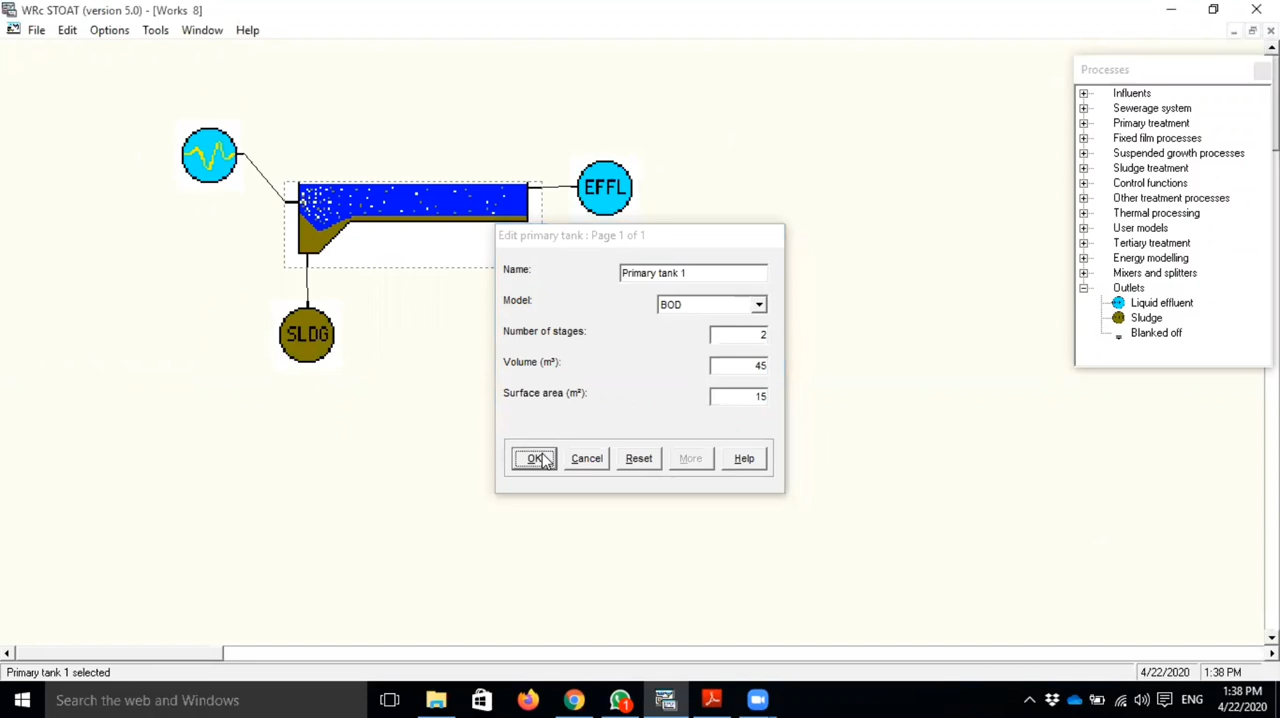 WRc STOAT (version 5.0) - [Works 8]
File Edit Options Tools Window Help
Processes
Influents
Sewerage system
Primary treatment
Fixed film processes
Suspended growth processes
Sludge treatment
Control functions
Other treatment processes
Thermal processing
User models
Tertiary treatment
Energy modelling
Mixers and splitters
Outlets
Liquid effluent
Sludge
Blanked off
EFFL
SLDG
Edit primary tank : Page 1 of 1
Name: Primary tank 1
Model: BOD
Number of stages: 2
Volume (m³): 45
Surface area (m²): 15
OK Cancel Reset More Help
Primary tank 1 selected 4/22/2020 1:38 PM
Search the web and Windows 1 ENG 1:38 PM
4/22/2020